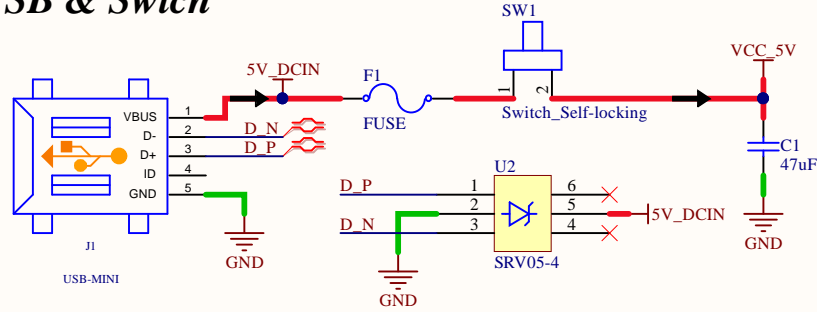 SB & Swich
SW1
5V_DCIN
F1
VCC_5V
VBUS
1
1
2
D-
2
D_N
FUSE
Switch_Self-locking
D+
3
D_P
C1
ID
4
47uF
GND
5
U2
D_P
1
6
2
5
5V_DCIN
D_N
3
4
J1
GND
GND
SRV05-4
USB-MINI
GND